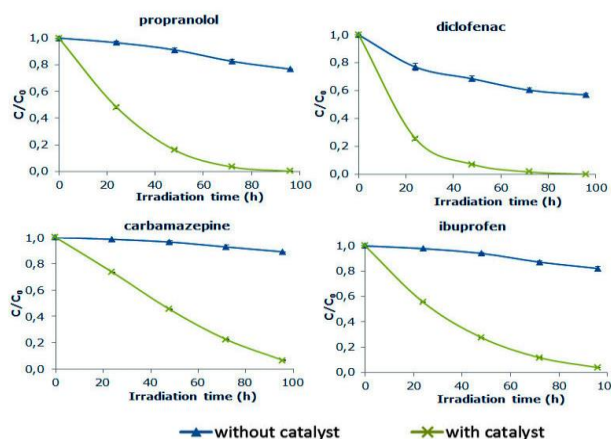 propranolol
C/C₀
1,0
0,8
0,6
0,4
0,2
0,0
0 20 40 60 80 100
Irradiation time (h)
diclofenac
C/C₀
1,0
0,8
0,6
0,4
0,2
0,0
0 20 40 60 80 100
Irradiation time (h)
carbamazepine
C/C₀
1,0
0,8
0,6
0,4
0,2
0,0
0 20 40 60 80 100
Irradiation time (h)
ibuprofen
C/C₀
1,0
0,8
0,6
0,4
0,2
0,0
0 20 40 60 80 100
Irradiation time (h)
without catalyst with catalyst